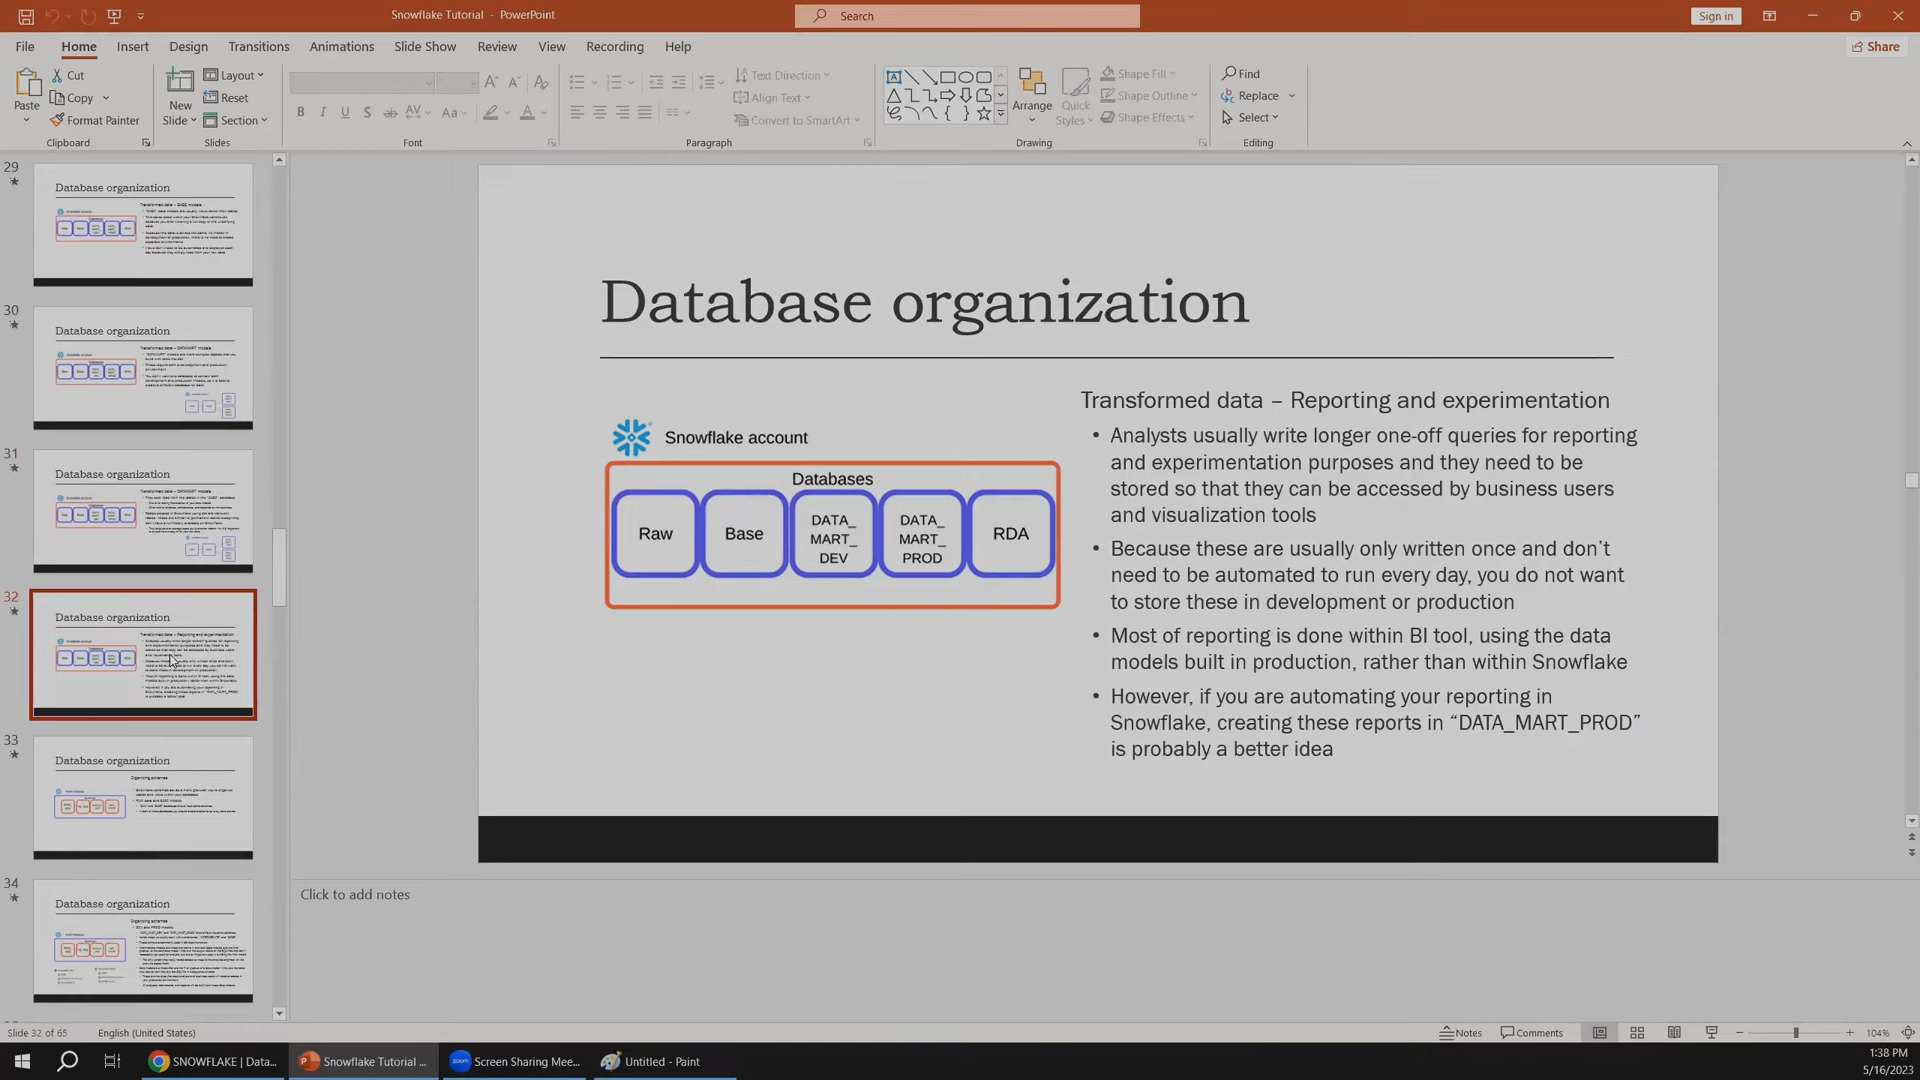 Snowflake Tutorial - PowerPoint
Search
Sign in
File
Home
Insert
Design
Transitions
Animations
Slide Show
Review
View
Recording
Help
Share
Paste
Cut
Copy
Format Painter
Clipboard
New
Slide
Layout
Reset
Section
Slides
B I U S ab AV Aa A
Font
Text Direction
Align Text
Convert to SmartArt
Paragraph
Arrange
Quick
Styles
Shape Fill
Shape Outline
Shape Effects
Drawing
Find
Replace
Select
Editing
29
Database organization
30
Database organization
31
Database organization
32
Database organization
33
Database organization
34
Database organization
Database organization
Snowflake account
Databases
Raw
Base
DATA_
MART_
DEV
DATA_
MART_
PROD
RDA
Transformed data – Reporting and experimentation
• Analysts usually write longer one-off queries for reporting
and experimentation purposes and they need to be
stored so that they can be accessed by business users
and visualization tools
• Because these are usually only written once and don’t
need to be automated to run every day, you do not want
to store these in development or production
• Most of reporting is done within BI tool, using the data
models built in production, rather than within Snowflake
• However, if you are automating your reporting in
Snowflake, creating these reports in “DATA_MART_PROD”
is probably a better idea
Click to add notes
Slide 32 of 65
English (United States)
Notes
Comments
104%
SNOWFLAKE | Data...
Snowflake Tutorial ...
zoom
Screen Sharing Mee...
Untitled - Paint
1:38 PM
5/16/2023